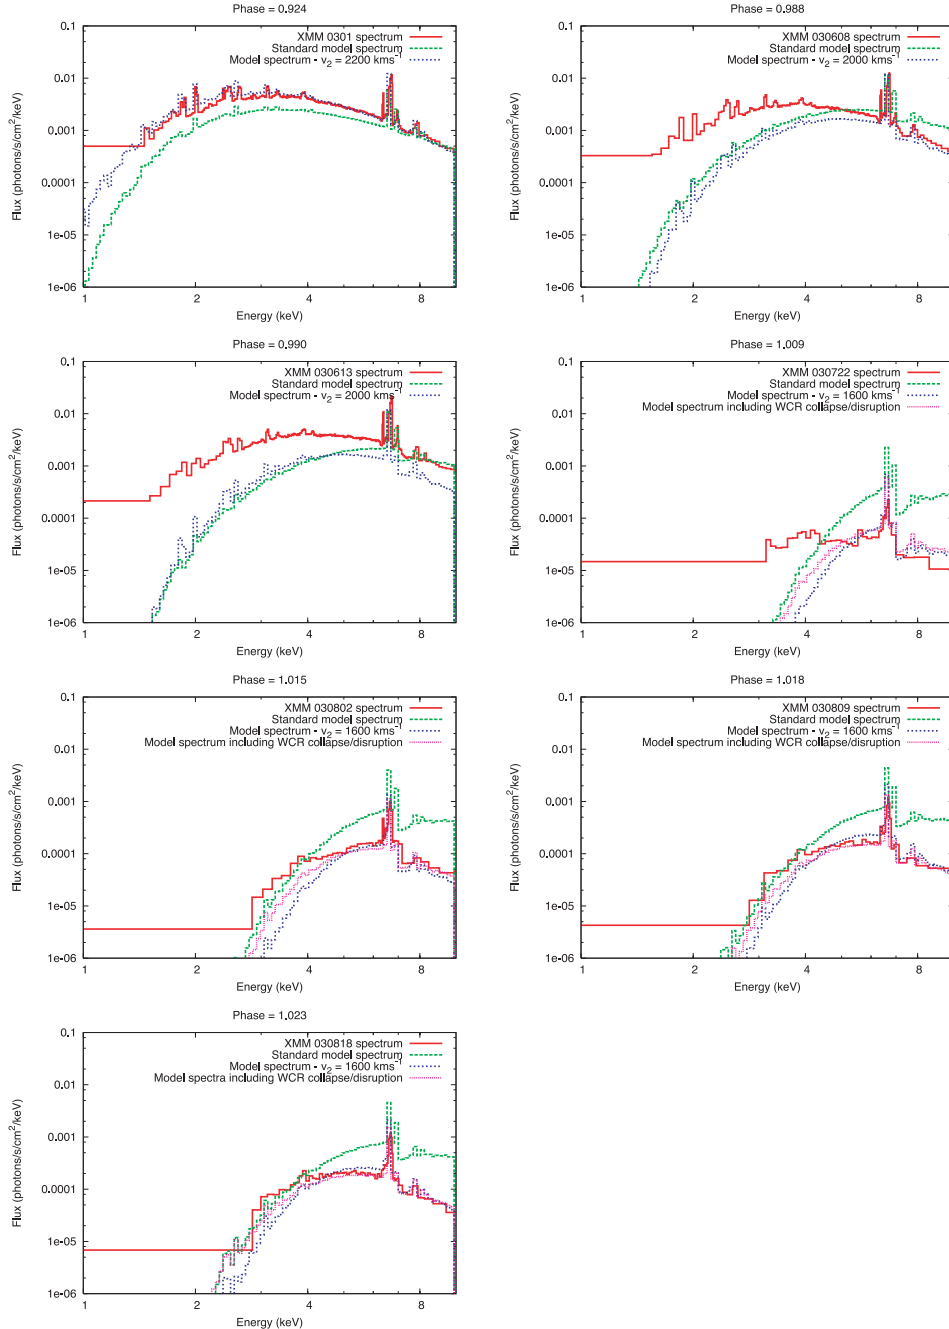 Phase = 0.924
XMM 0301 spectrum
Standard model spectrum
Model spectrum - v2 = 2200 kms-1
0.1
0.01
0.001
0.0001
1e-05
1e-06
1
2
4
8
Flux (photons/s/cm2/keV)
Energy (keV)
Phase = 0.988
XMM 030608 spectrum
Standard model spectrum
Model spectrum - v2 = 2000 kms-1
0.1
0.01
0.001
0.0001
1e-05
1e-06
1
2
4
8
Flux (photons/s/cm2/keV)
Energy (keV)
Phase = 0.990
XMM 030613 spectrum
Standard model spectrum
Model spectrum - v2 = 2000 kms-1
0.1
0.01
0.001
0.0001
1e-05
1e-06
1
2
4
8
Flux (photons/s/cm2/keV)
Energy (keV)
Phase = 1.009
XMM 030722 spectrum
Standard model spectrum
Model spectrum - v2 = 1600 kms-1
Model spectrum including WCR collapse/disruption
0.1
0.01
0.001
0.0001
1e-05
1e-06
1
2
4
8
Flux (photons/s/cm2/keV)
Energy (keV)
Phase = 1.015
XMM 030802 spectrum
Standard model spectrum
Model spectrum - v2 = 1600 kms-1
Model spectrum including WCR collapse/disruption
0.1
0.01
0.001
0.0001
1e-05
1e-06
1
2
4
8
Flux (photons/s/cm2/keV)
Energy (keV)
Phase = 1.018
XMM 030809 spectrum
Standard model spectrum
Model spectrum - v2 = 1600 kms-1
Model spectrum including WCR collapse/disruption
0.1
0.01
0.001
0.0001
1e-05
1e-06
1
2
4
8
Flux (photons/s/cm2/keV)
Energy (keV)
Phase = 1.023
XMM 030818 spectrum
Standard model spectrum
Model spectrum - v2 = 1600 kms-1
Model spectra including WCR collapse/disruption
0.1
0.01
0.001
0.0001
1e-05
1e-06
1
2
4
8
Flux (photons/s/cm2/keV)
Energy (keV)